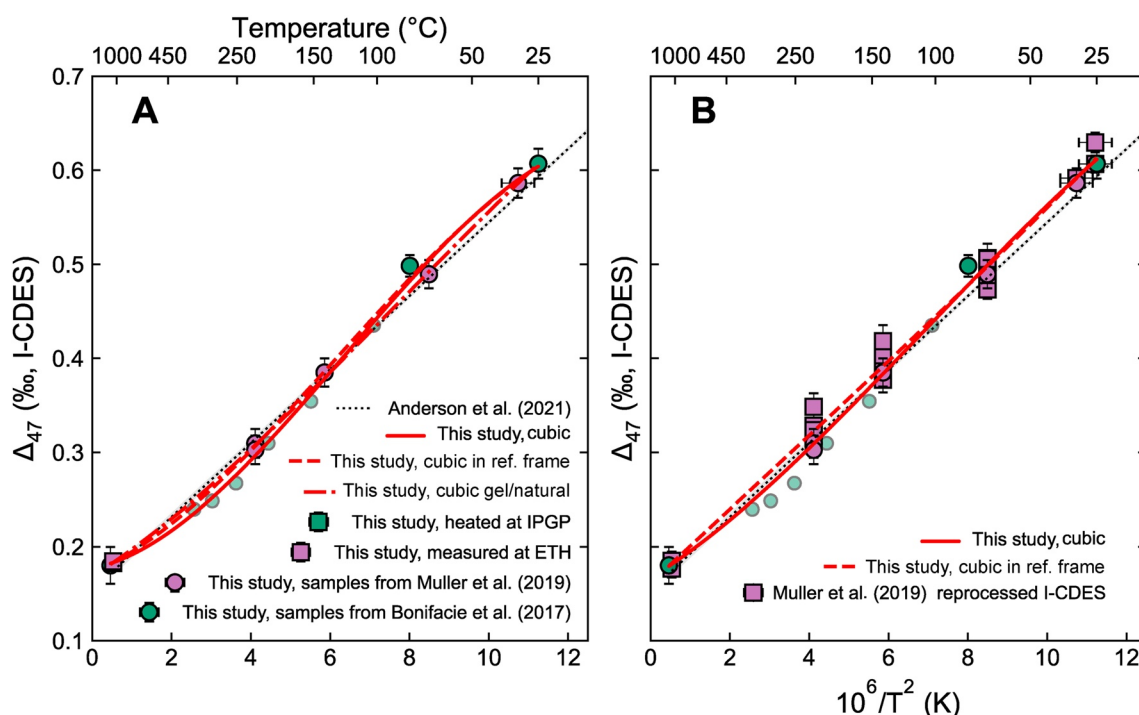 Temperature (°C)
1000 450 250 150 100 50 25
1000 450 250 150 100 50 25
0.7
0.6
0.5
0.4
0.3
0.2
0.1
Δ47 (‰, I-CDES)
A
Anderson et al. (2021)
This study, cubic
This study, cubic in ref. frame
This study, cubic gel/natural
This study, heated at IPGP
This study, measured at ETH
This study, samples from Muller et al. (2019)
This study, samples from Bonifacie et al. (2017)
0 2 4 6 8 10 12
Δ47 (‰, I-CDES)
B
This study, cubic
This study, cubic in ref. frame
Muller et al. (2019) reprocessed I-CDES
0 2 4 6 8 10 12
10⁶/T² (K)